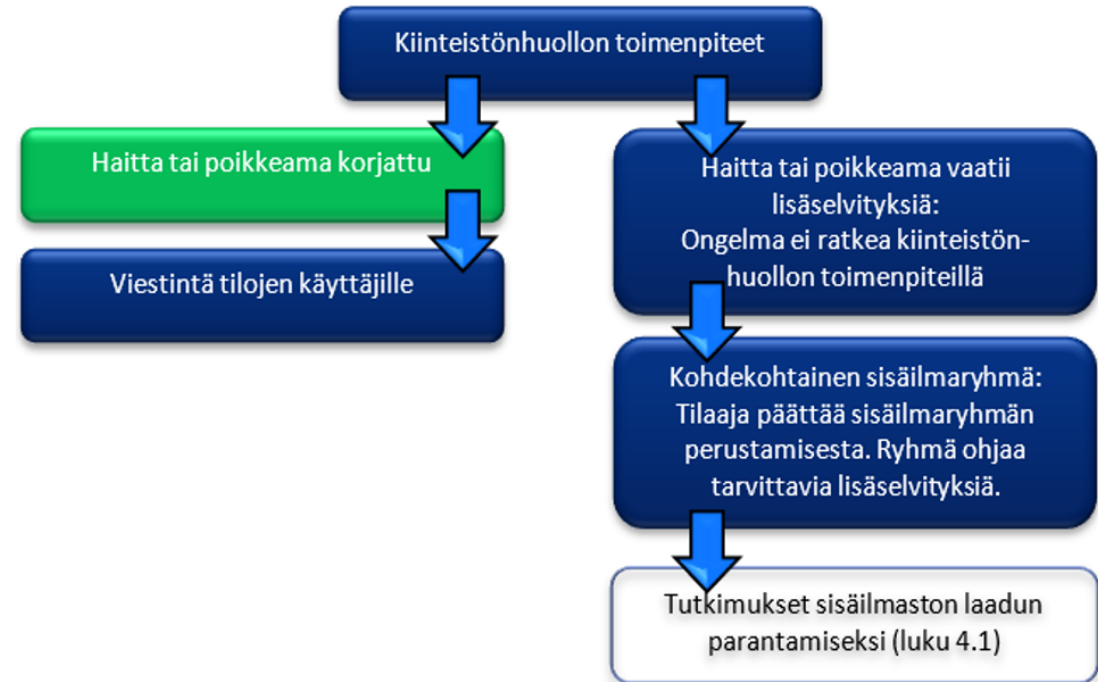 Kiinteistönhuollon toimenpiteet
Haitta tai poikkeama korjattu
Viestintä tilojen käyttäjille
Haitta tai poikkeama vaatii
lisäselvityksiä:
Ongelma ei ratkea kiinteistön-
huollon toimenpiteillä
Kohdekohtainen sisäilmaryhmä:
Tilaaja päättää sisäilmaryhmän
perustamisesta. Ryhmä ohjaa
tarvittavia lisäselvityksiä.
Tutkimukset sisäilmaston laadun
parantamiseksi (luku 4.1)